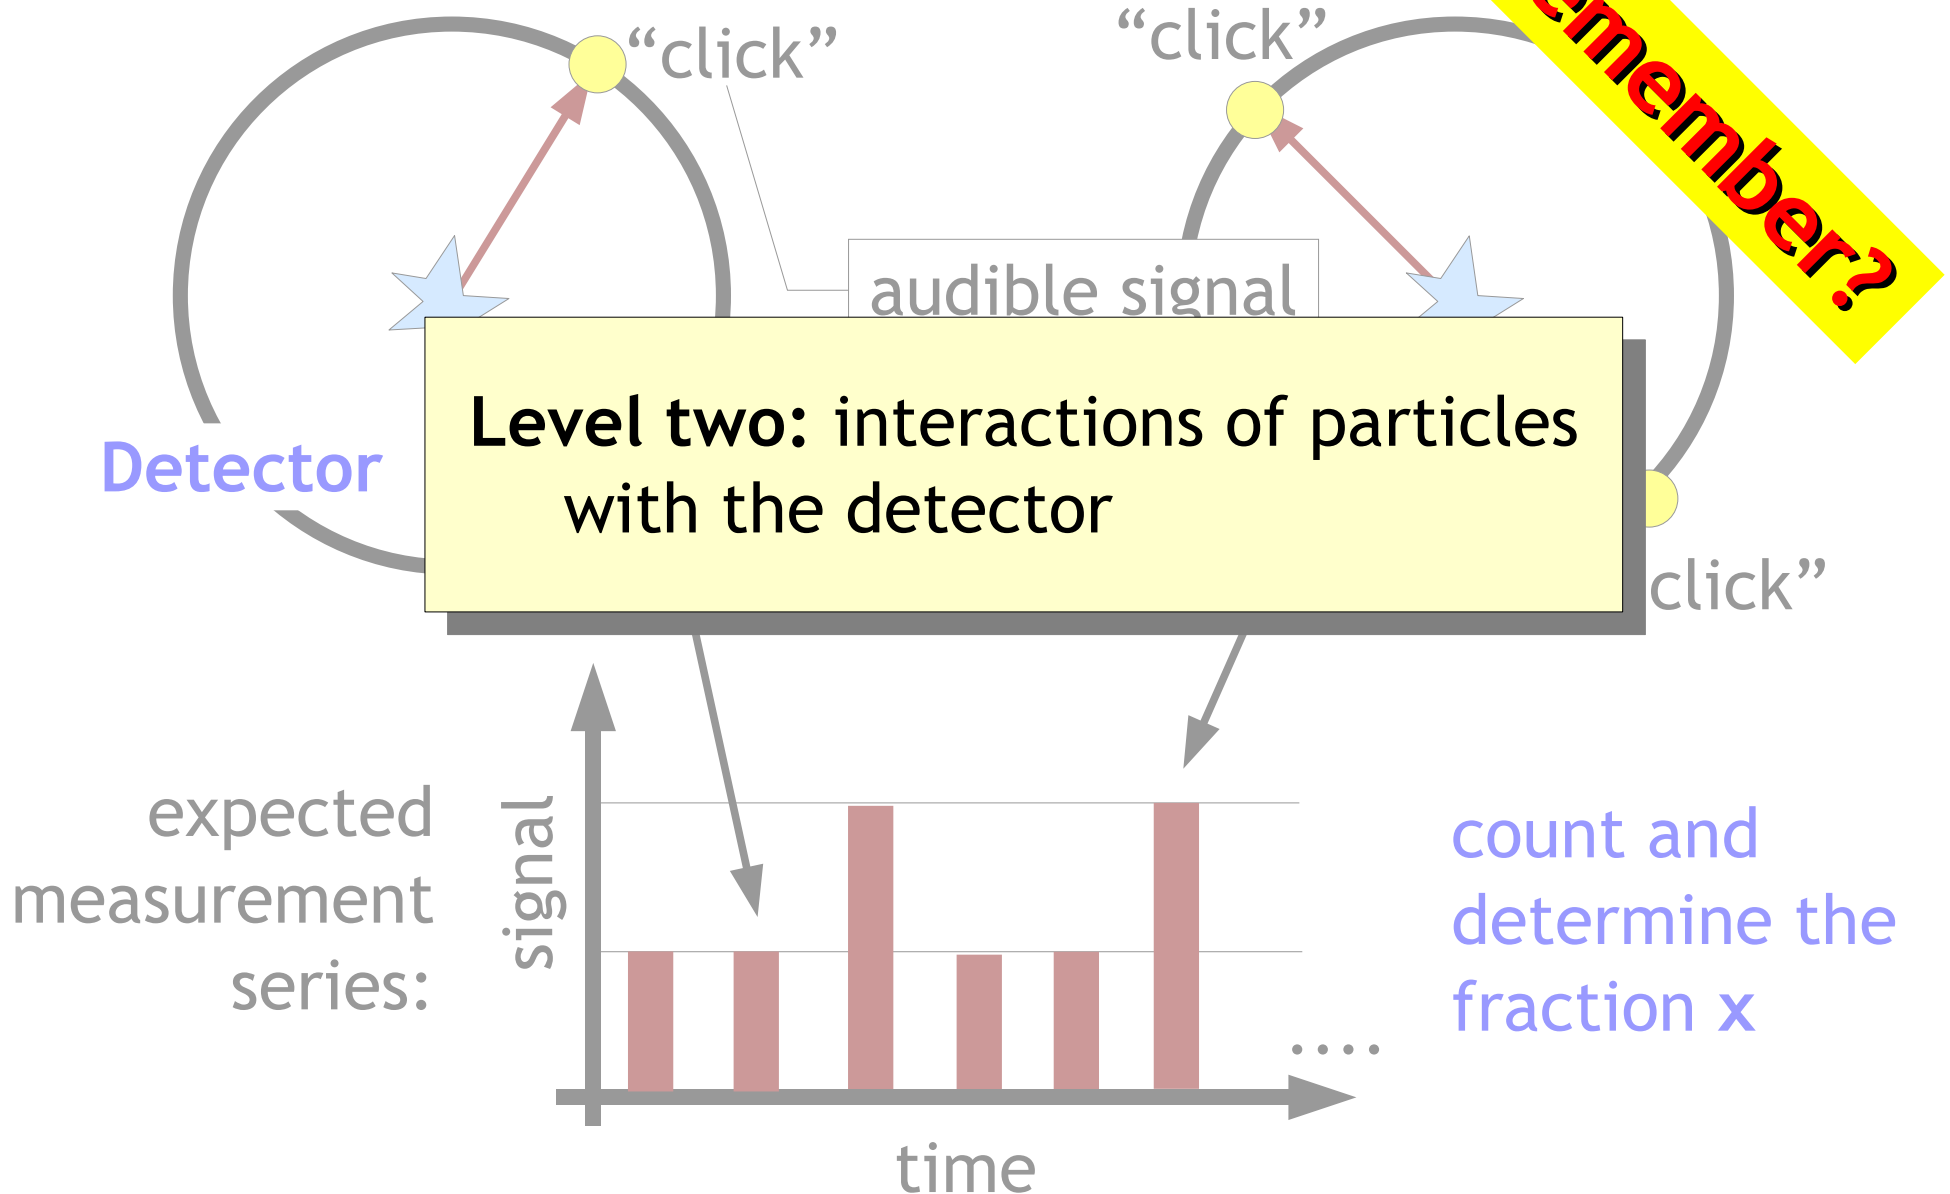 “click”
“click”
emember?
audible signal
Level two: interactions of particles
with the detector
Detector
click”
expected
measurement
series:
signal
count and
determine the
fraction x
....
time